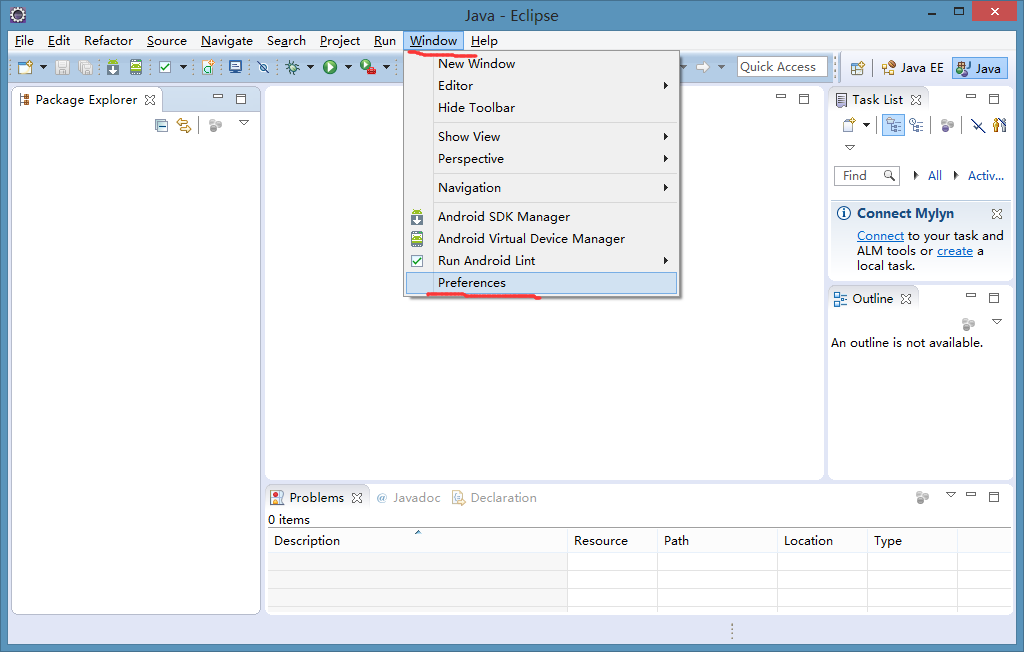 Java - Eclipse
File Edit Refactor Source Navigate Search Project Run Window Help
New Window
Editor
Hide Toolbar
Show View
Perspective
Navigation
Android SDK Manager
Android Virtual Device Manager
Run Android Lint
Preferences
Quick Access
Java EE
Java
Package Explorer
Task List
Find
All
Activ...
Connect Mylyn
Connect to your task and
ALM tools or create a
local task.
Outline
An outline is not available.
Problems @ Javadoc Declaration
0 items
Description Resource Path Location Type